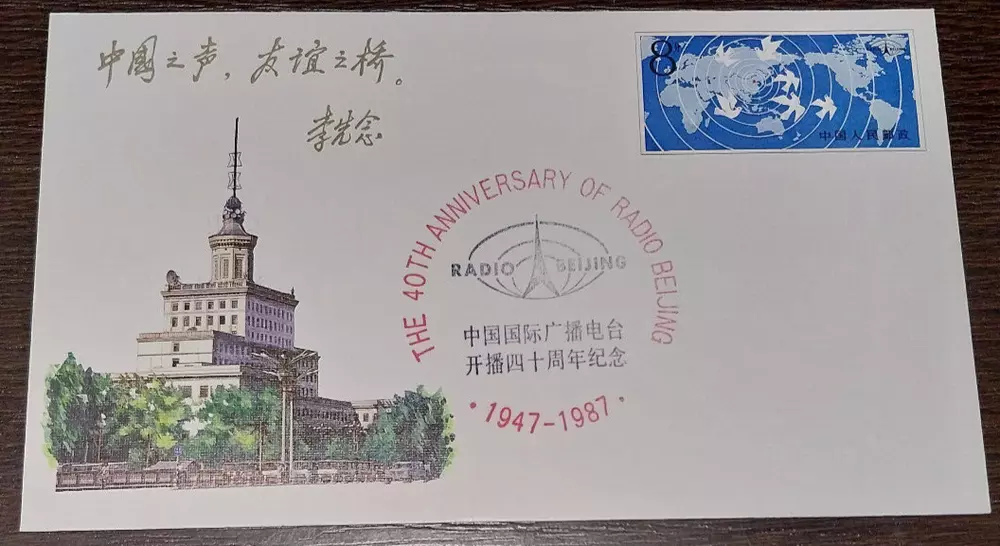 中國之声，友谊之桥。
李先念
8分
中国人民邮政
THE 40TH ANNIVERSARY OF RADIO BEIJING
RADIO BEIJING
中国国际广播电台
开播四十周年纪念
·1947-1987·